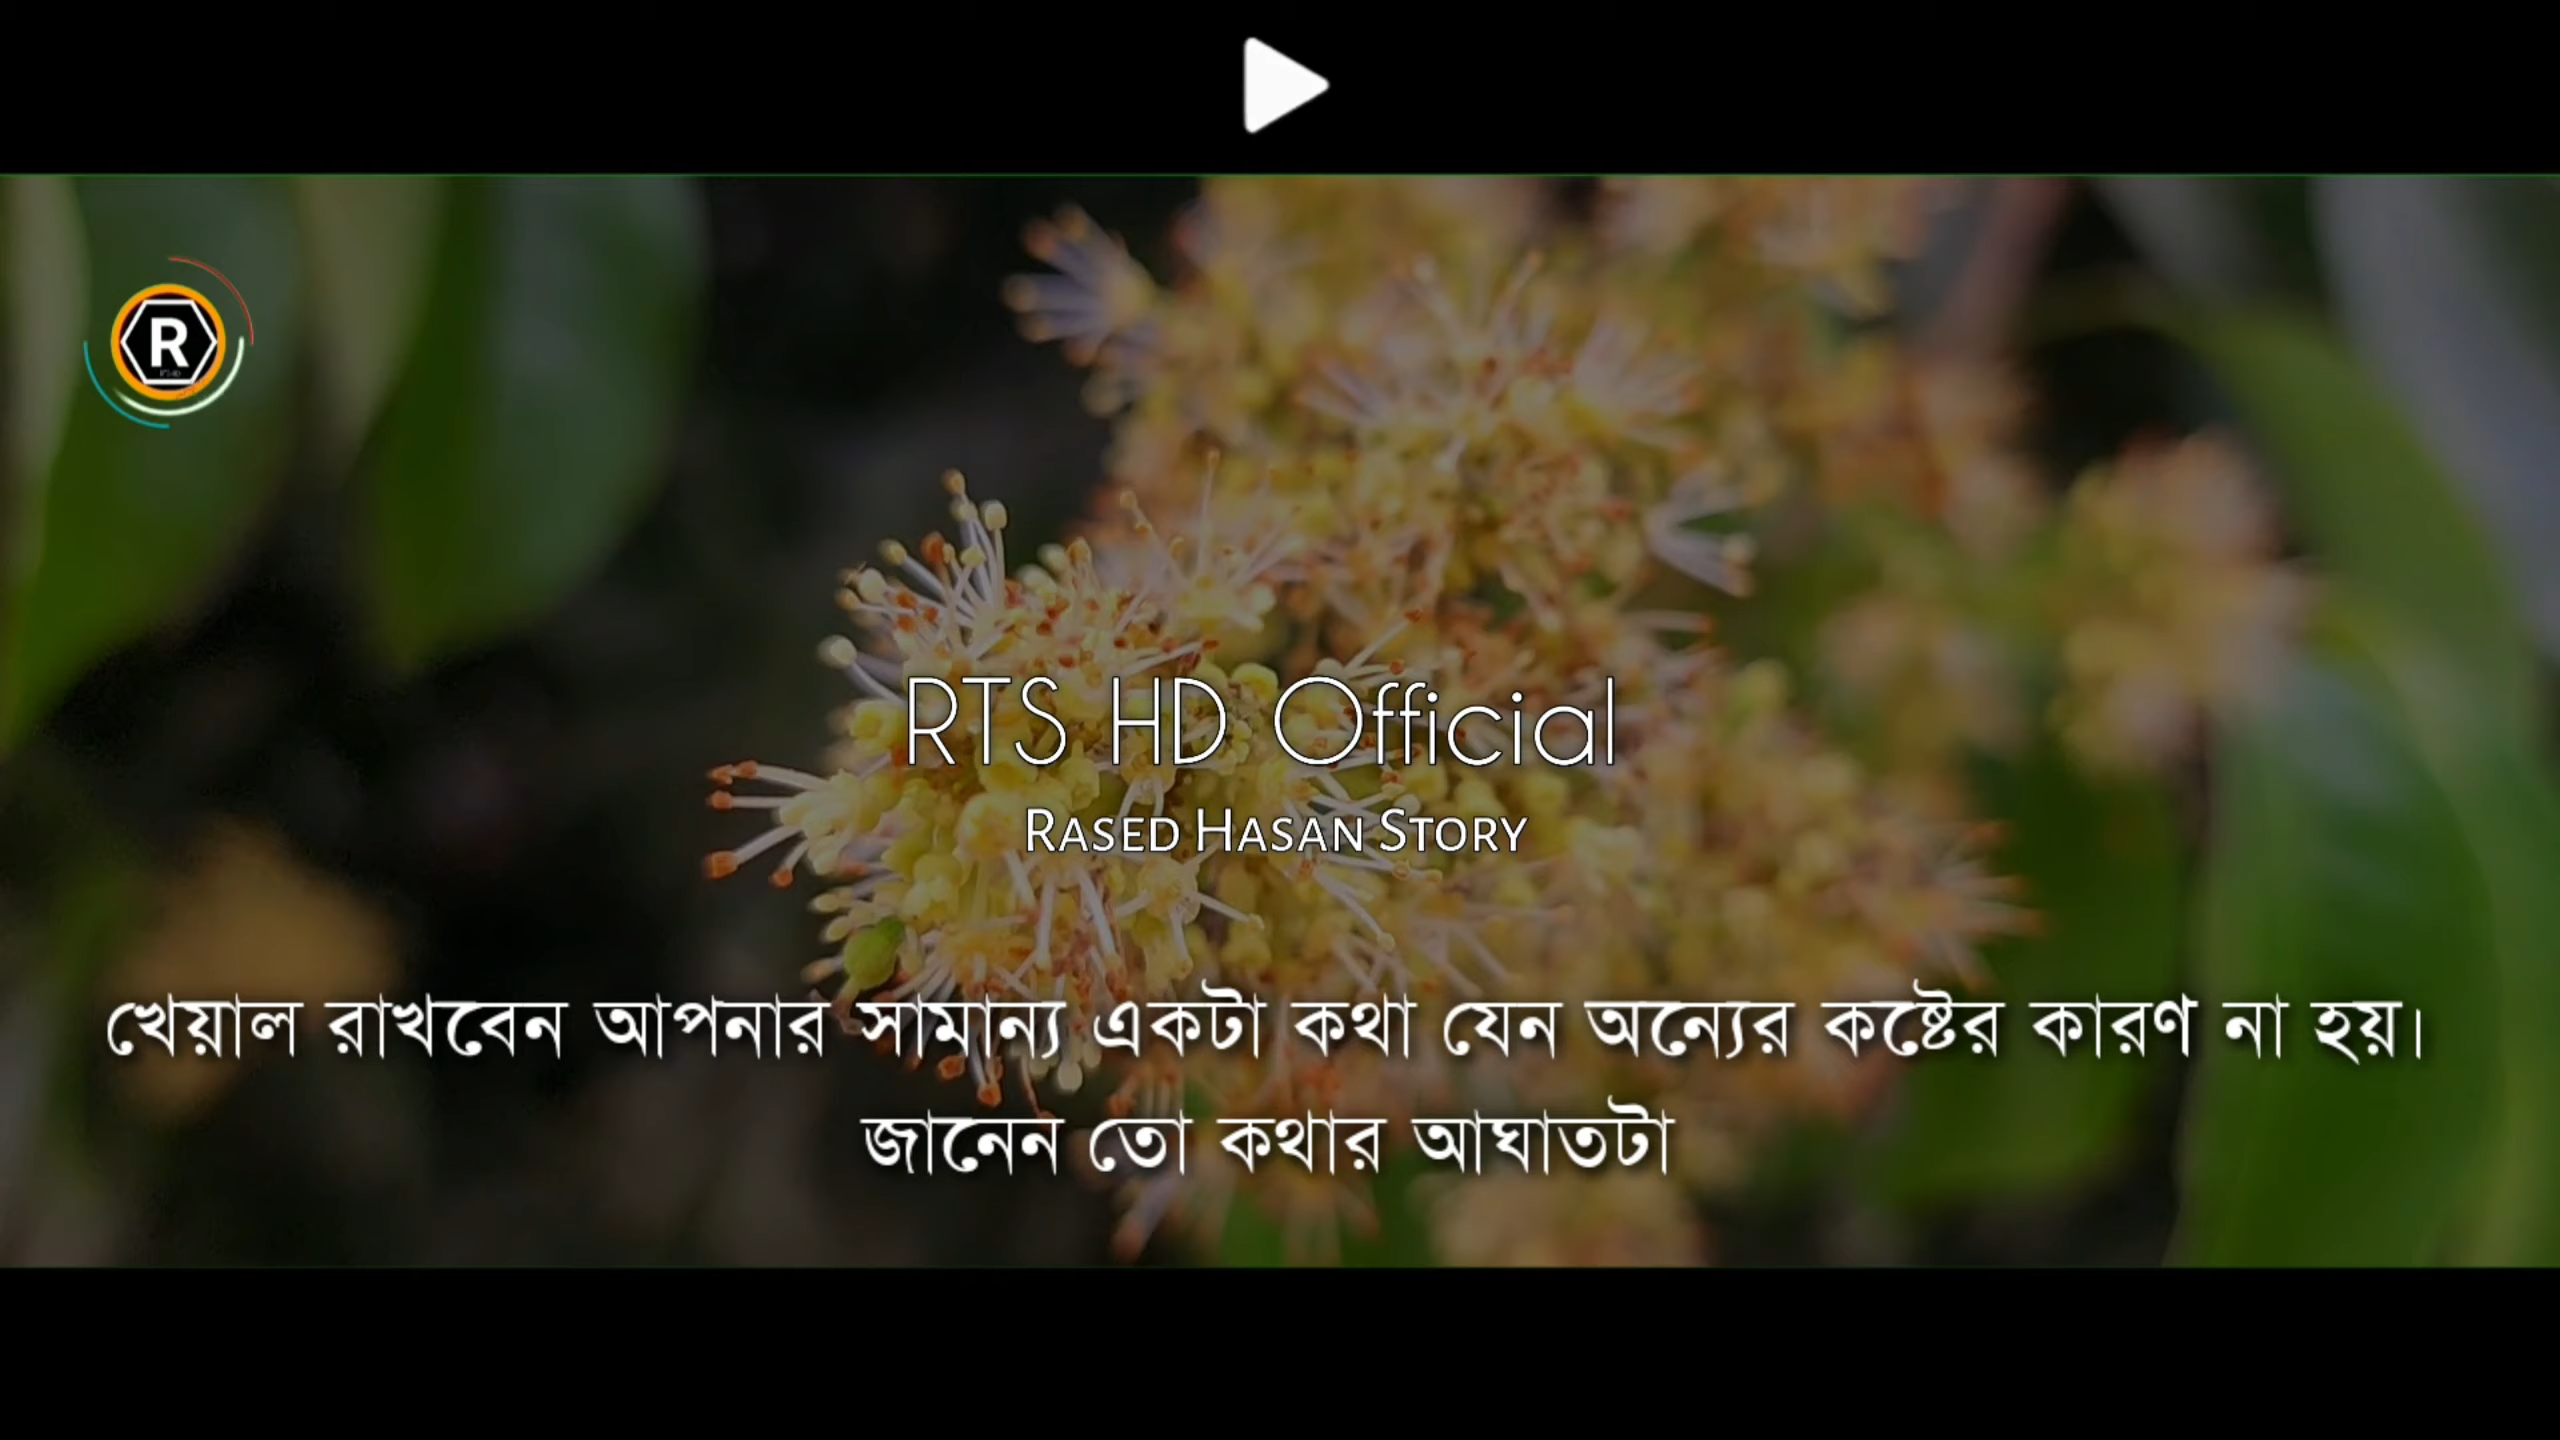 R
RTS HD Official
Rased Hasan Story
খেয়াল রাখবেন আপনার সামান্য একটা কথা যেন অন্যের কষ্টের কারণ না হয়।
জানেন তো কথার আঘাতটা